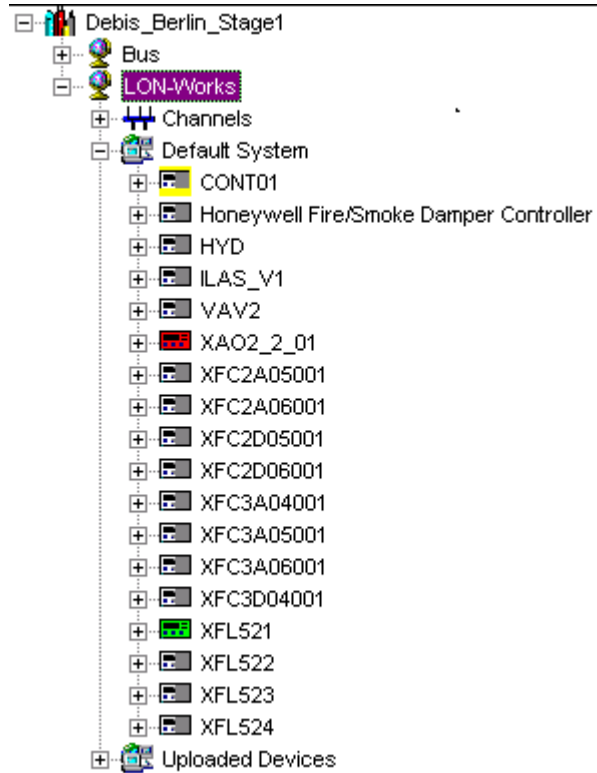 Debis_Berlin_Stage1
Bus
LON-Works
Channels
Default System
CONT01
Honeywell Fire/Smoke Damper Controller
HYD
ILAS_V1
VAV2
XAO2_2_01
XFC2A05001
XFC2A06001
XFC2D05001
XFC2D06001
XFC3A04001
XFC3A05001
XFC3A06001
XFC3D04001
XFL521
XFL522
XFL523
XFL524
Uploaded Devices